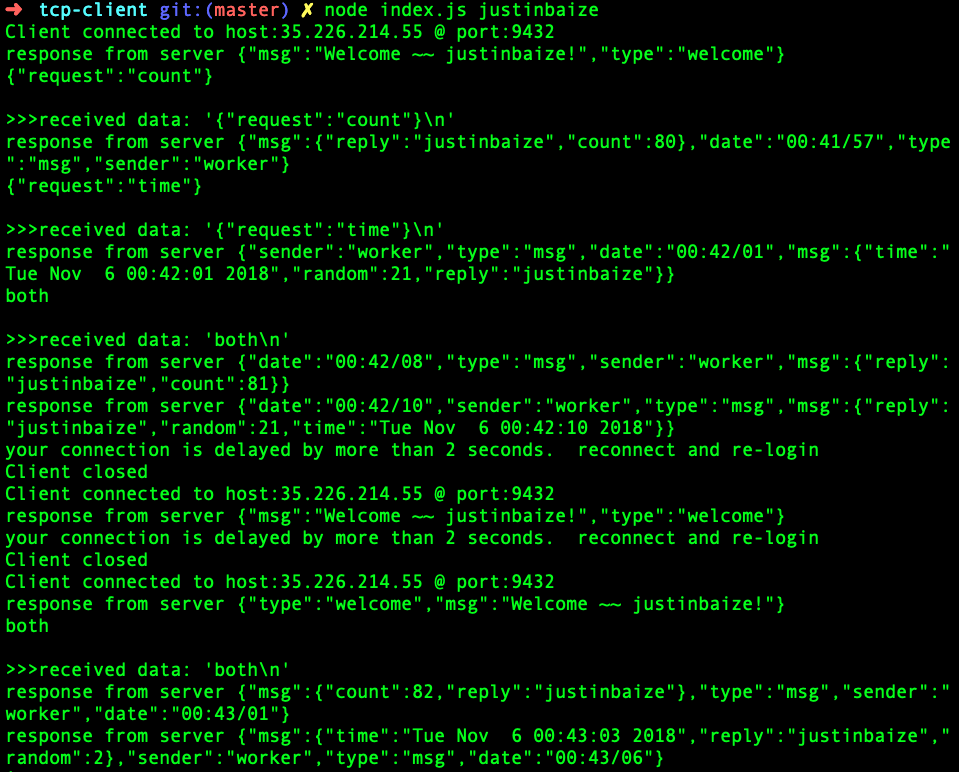 ➜  tcp-client git:(master) ✗ node index.js justinbaize
Client connected to host:35.226.214.55 @ port:9432
response from server {"msg":"Welcome ~~ justinbaize!","type":"welcome"}
{"request":"count"}
>>>received data: '{"request":"count"}\n'
response from server {"msg":{"reply":"justinbaize","count":80},"date":"00:41/57","type
":"msg","sender":"worker"}
{"request":"time"}
>>>received data: '{"request":"time"}\n'
response from server {"sender":"worker","type":"msg","date":"00:42/01","msg":{"time":"
Tue Nov  6 00:42:01 2018","random":21,"reply":"justinbaize"}}
both
>>>received data: 'both\n'
response from server {"date":"00:42/08","type":"msg","sender":"worker","msg":{"reply":
"justinbaize","count":81}}
response from server {"date":"00:42/10","sender":"worker","type":"msg","msg":{"reply":
"justinbaize","random":21,"time":"Tue Nov  6 00:42:10 2018"}}
your connection is delayed by more than 2 seconds.  reconnect and re-login
Client closed
Client connected to host:35.226.214.55 @ port:9432
response from server {"msg":"Welcome ~~ justinbaize!","type":"welcome"}
your connection is delayed by more than 2 seconds.  reconnect and re-login
Client closed
Client connected to host:35.226.214.55 @ port:9432
response from server {"type":"welcome","msg":"Welcome ~~ justinbaize!"}
both
>>>received data: 'both\n'
response from server {"msg":{"count":82,"reply":"justinbaize"},"type":"msg","sender":"
worker","date":"00:43/01"}
response from server {"msg":{"time":"Tue Nov  6 00:43:03 2018","reply":"justinbaize","
random":2},"sender":"worker","type":"msg","date":"00:43/06"}